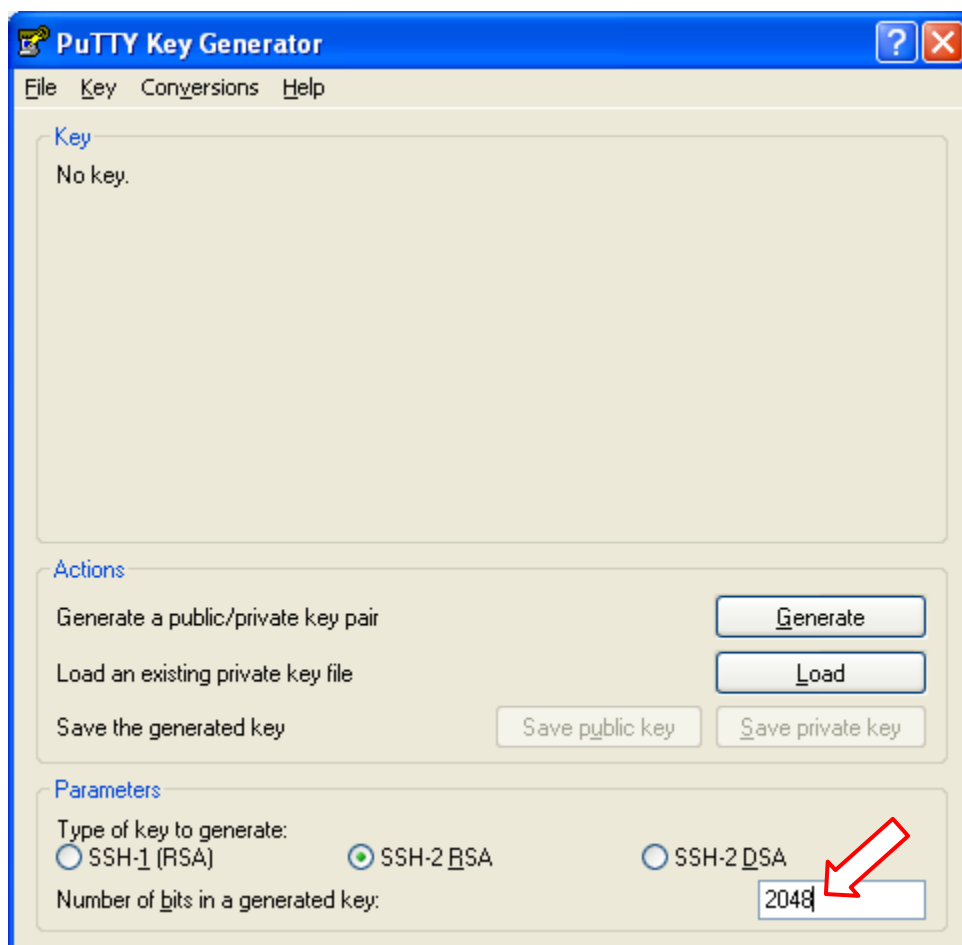 PuTTY Key Generator
File Key Conversions Help
Key
No key.
Actions
Generate a public/private key pair Generate
Load an existing private key file Load
Save the generated key Save public key Save private key
Parameters
Type of key to generate:
SSH-1 (RSA) SSH-2 RSA SSH-2 DSA
Number of bits in a generated key: 2048